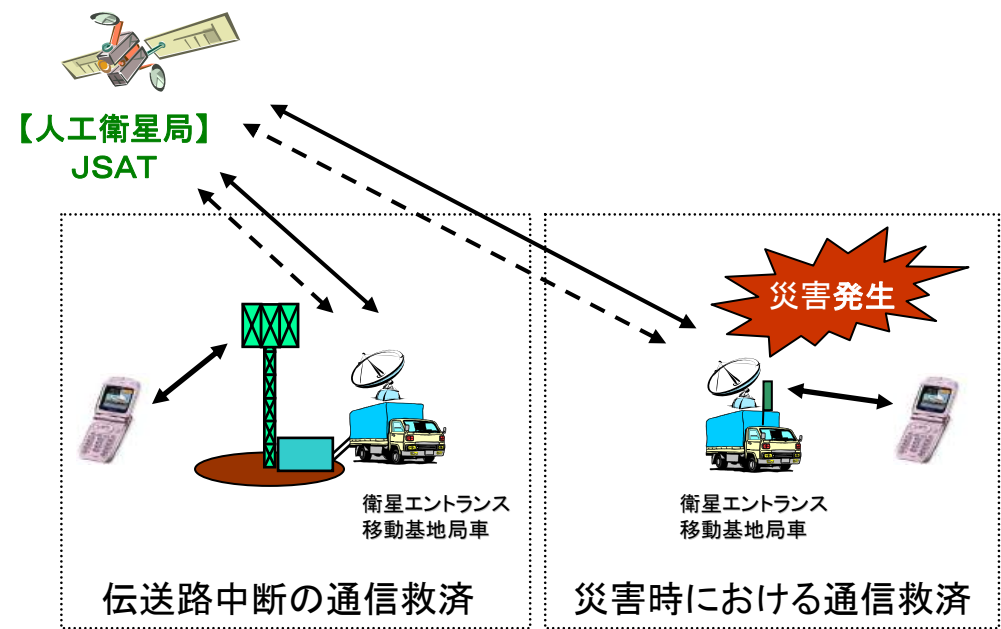 【人工衛星局】
JSAT
災害発生
衛星エントランス
移動基地局車
伝送路中断の通信救済
衛星エントランス
移動基地局車
災害時における通信救済